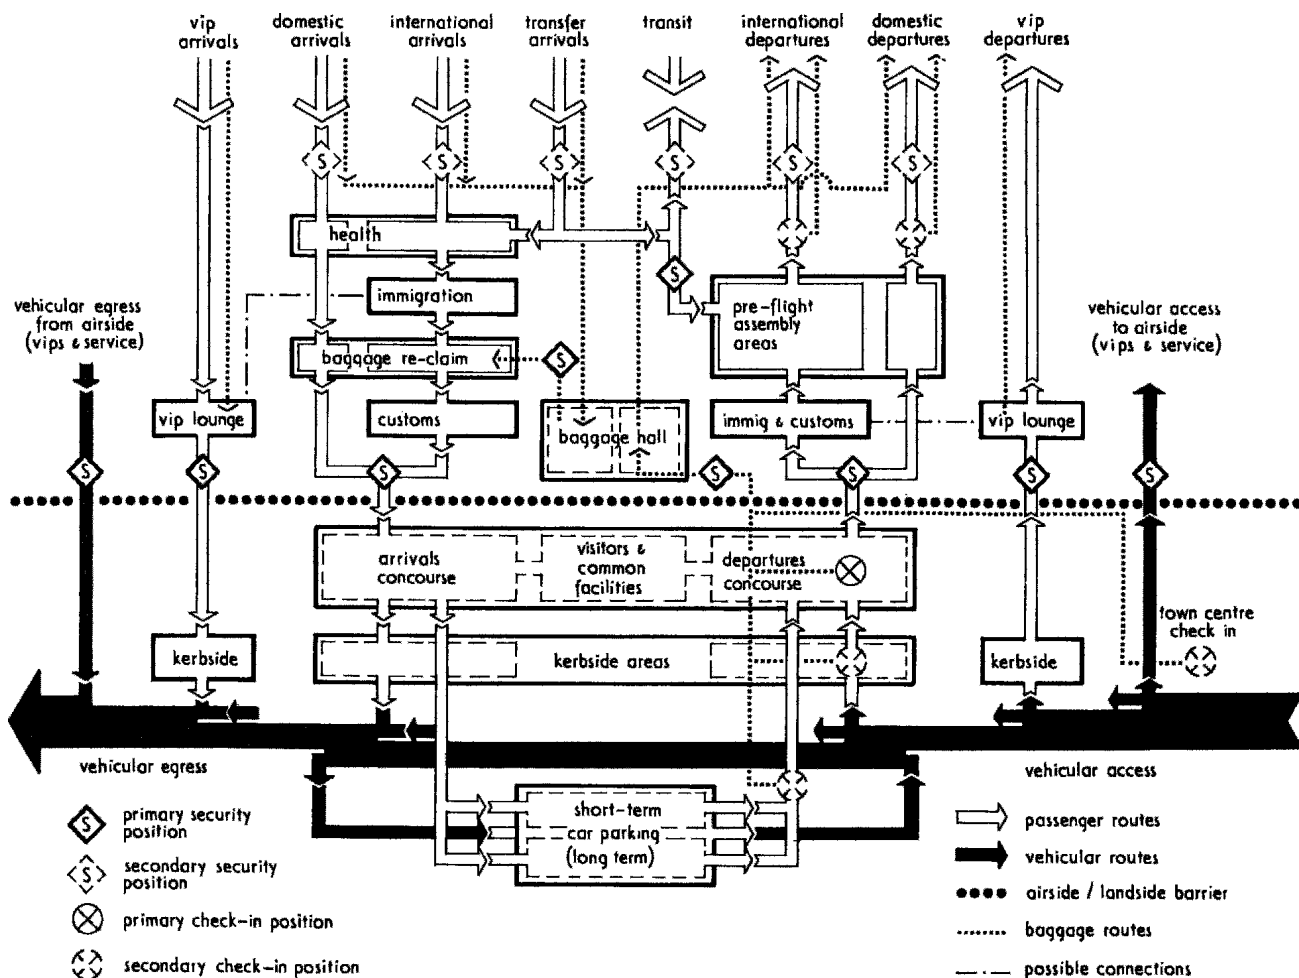 vip
arrivals
domestic
arrivals
international
arrivals
transfer
arrivals
transit
international
departures
domestic
departures
vip
departures
S
S
S
S
S
S
health
S
immigration
pre-flight
assembly
areas
vehicular egress
from airside
(vips & service)
vehicular access
to airside
(vips & service)
baggage re-claim
S
vip lounge
customs
baggage hall
immig & customs
vip lounge
S
S
S
S
S
S
S
arrivals
concourse
visitors &
common
facilities
departures
concourse
town centre
check in
kerbside
kerbside areas
kerbside
vehicular egress
vehicular access
short-term
car parking
(long term)
S
primary security
position
S
secondary security
position
primary check-in position
secondary check-in position
passenger routes
vehicular routes
airside / landside barrier
baggage routes
possible connections